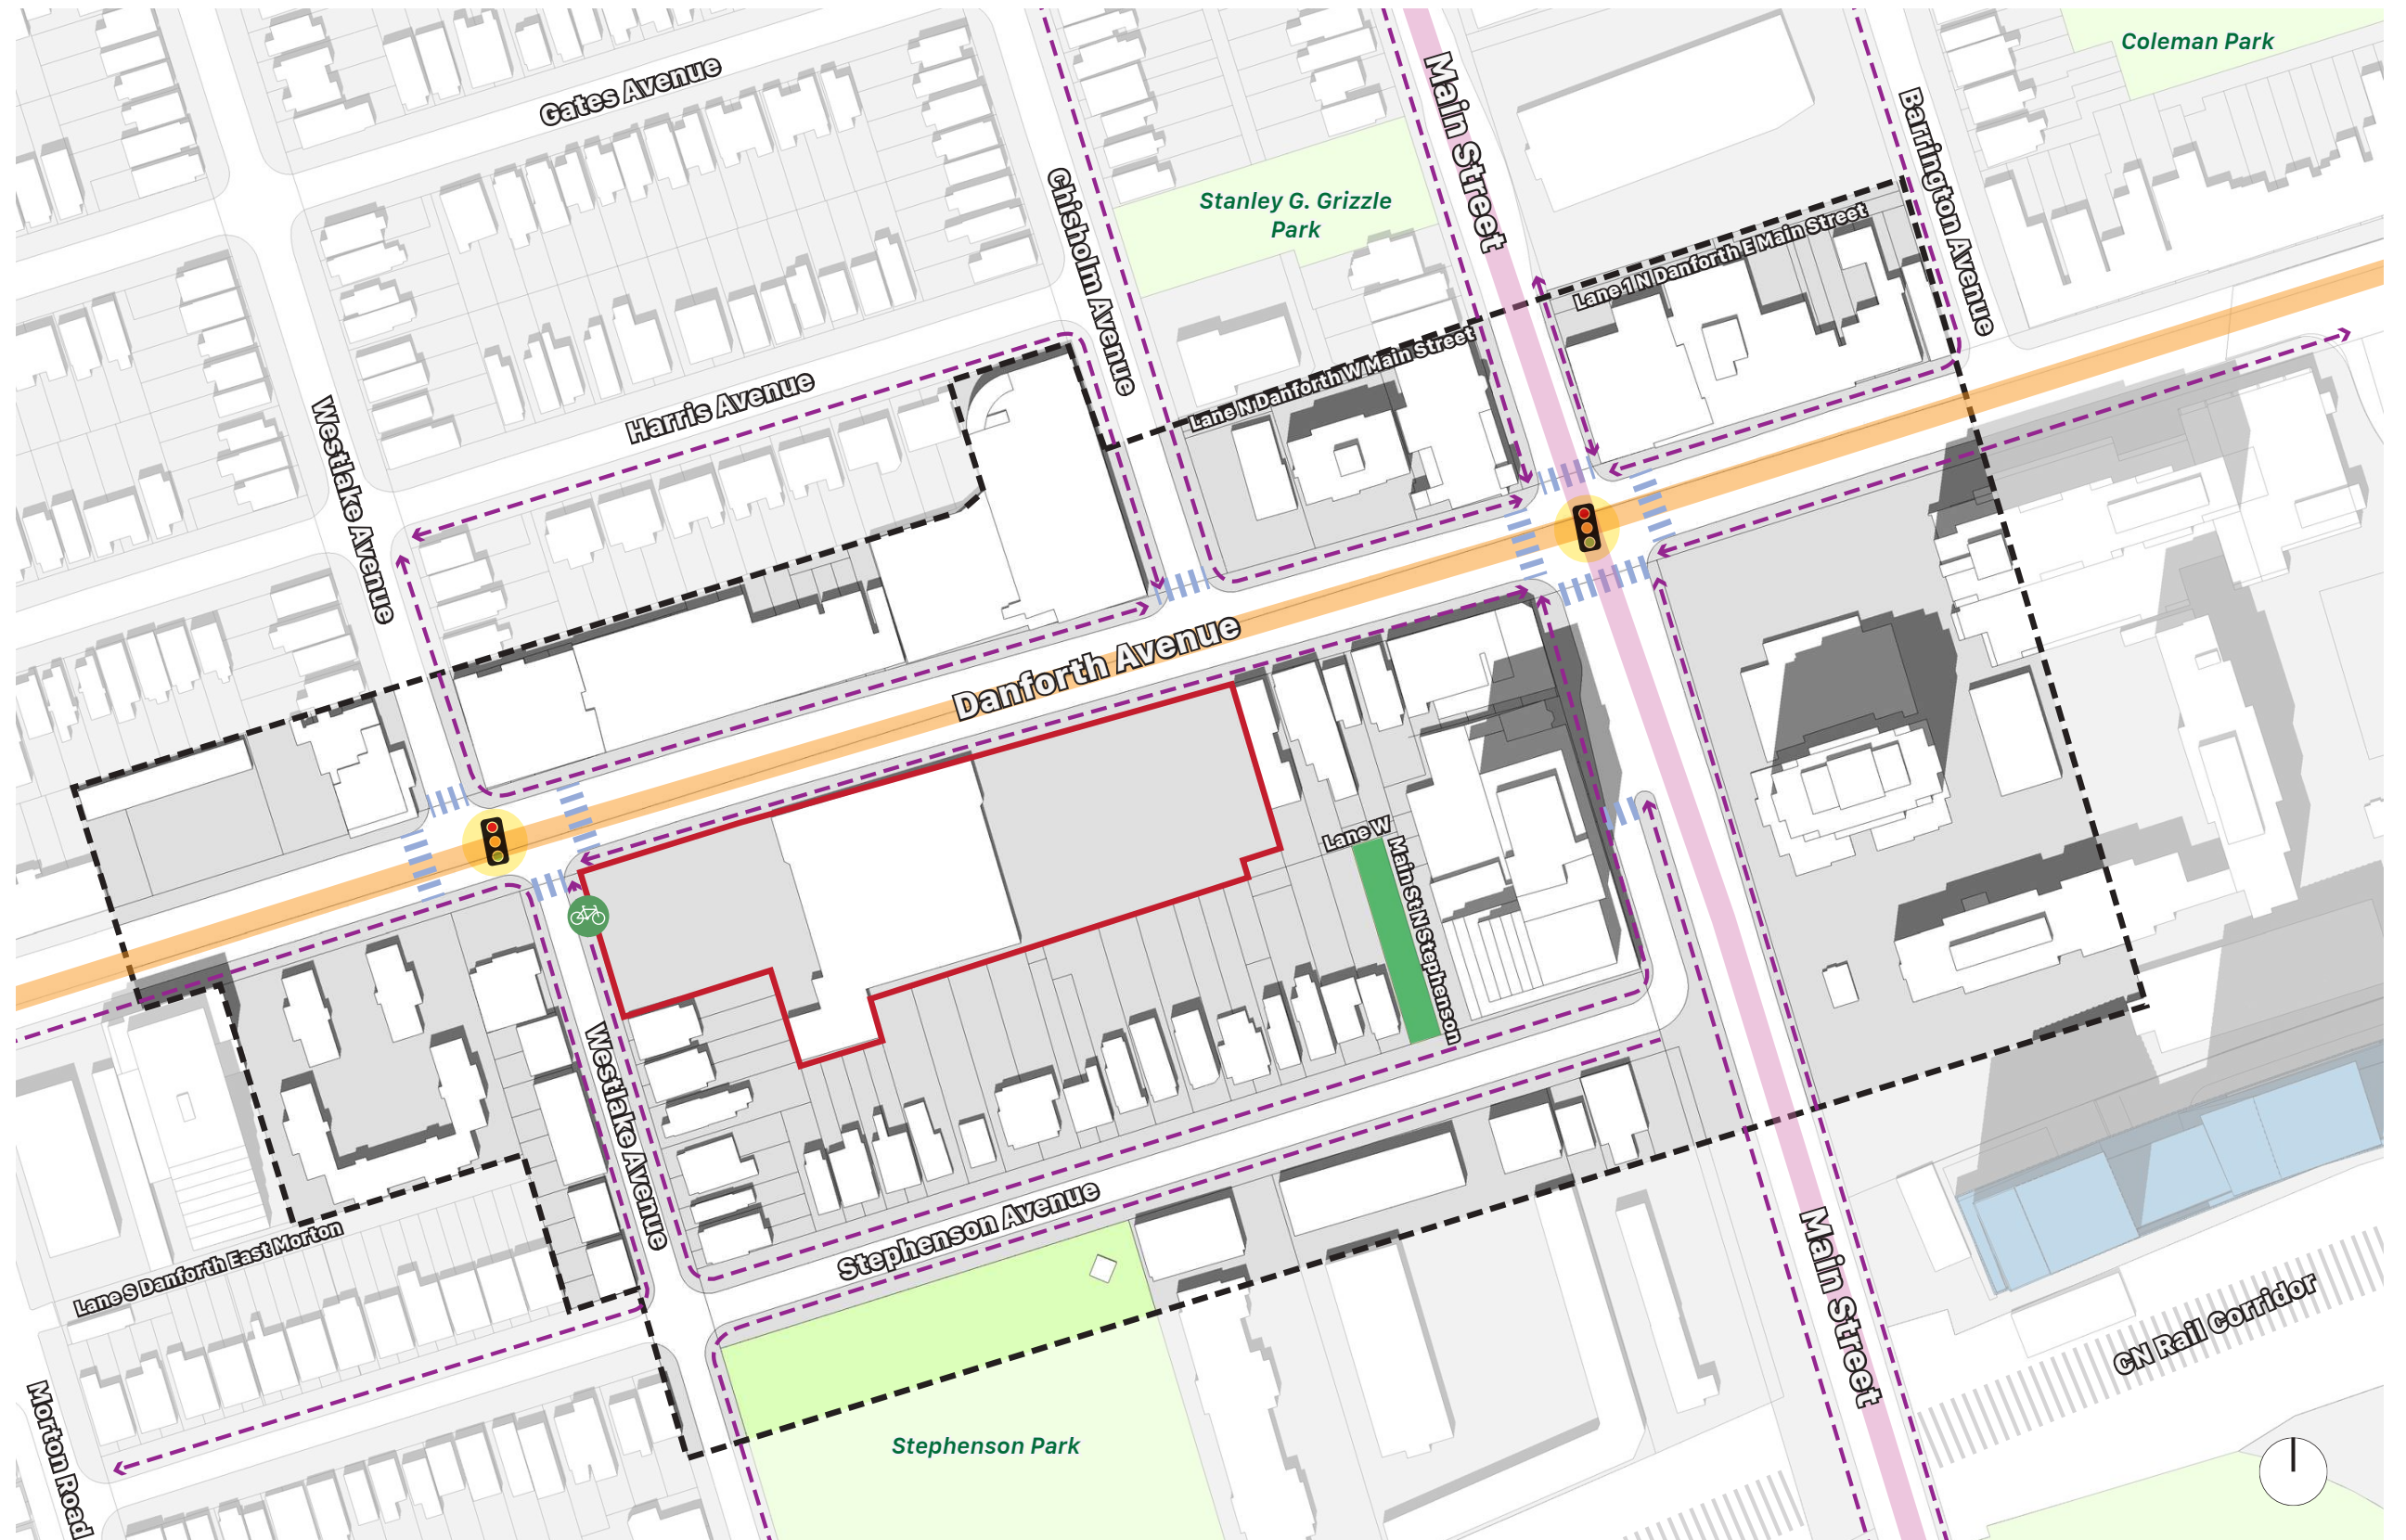 Coleman Park
Gates Avenue
Main Street
Barrington Avenue
Chisholm Avenue
Stanley G. Grizzle
Park
Lane 1 N Danforth E Main Street
Lane N Danforth W Main Street
Harris Avenue
Westlake Avenue
Danforth Avenue
Lane W
Main St N Stephenson
Westlake Avenue
Stephenson Avenue
Lane S Danforth East Morton
Main Street
CN Rail Corridor
Morton Road
Stephenson Park